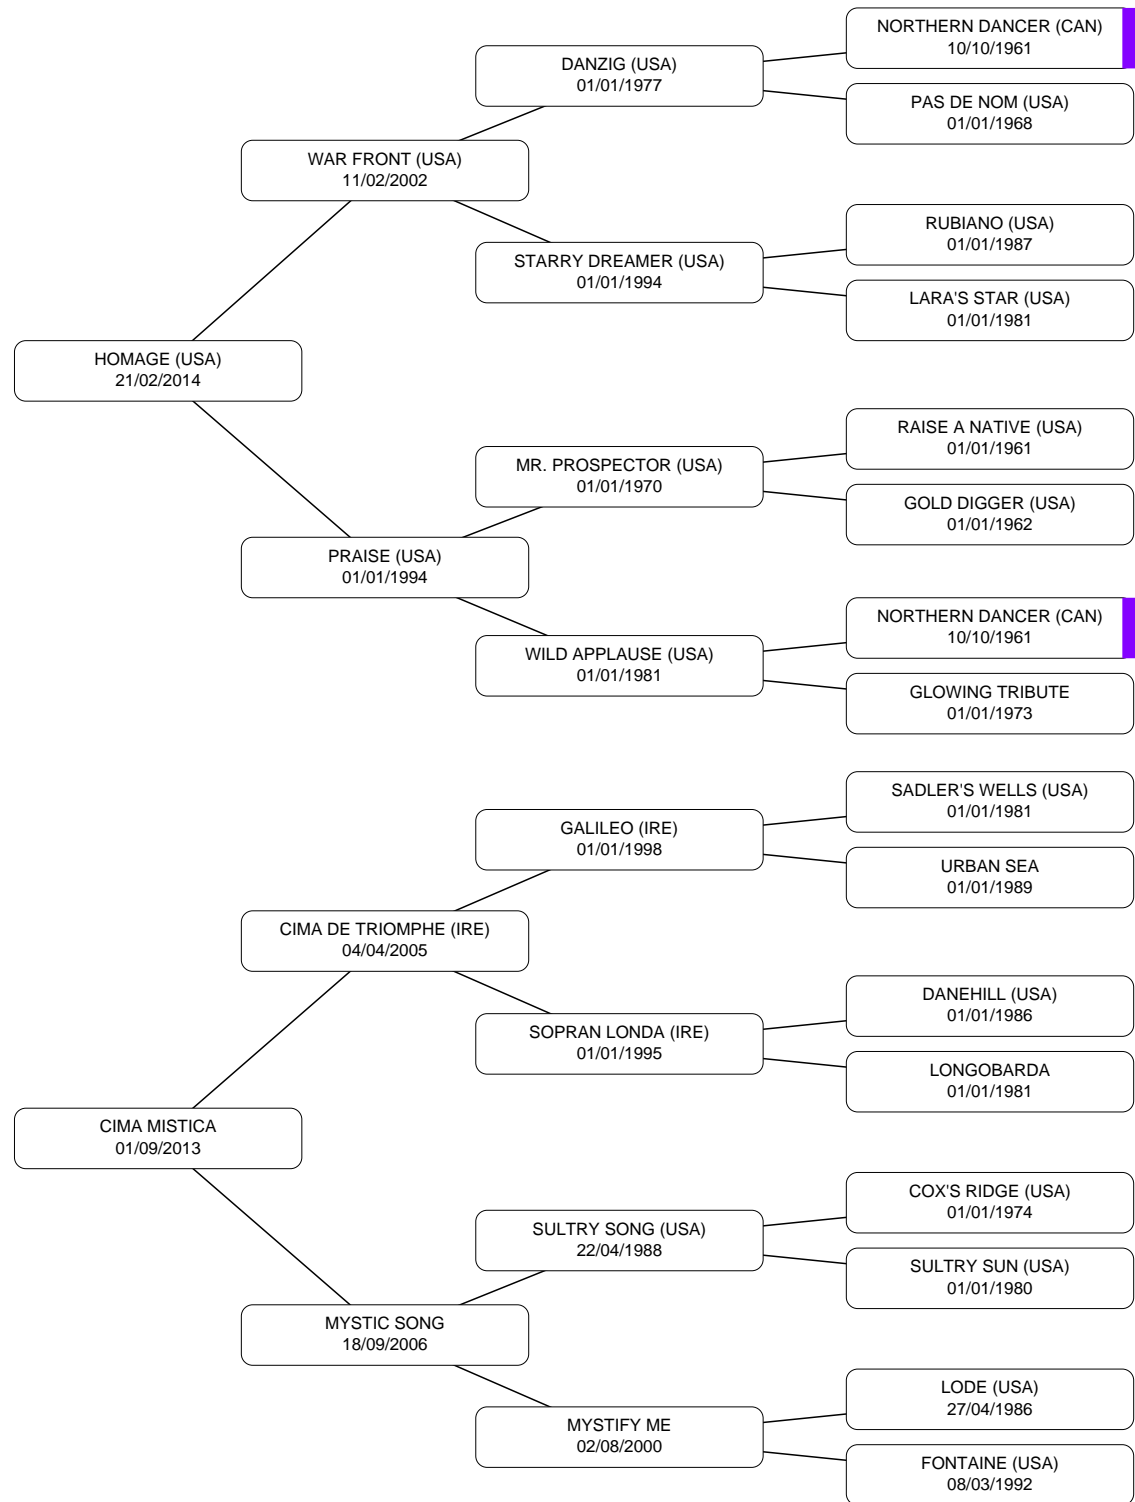 NORTHERN DANCER (CAN)
10/10/1961
DANZIG (USA)
01/01/1977
PAS DE NOM (USA)
01/01/1968
WAR FRONT (USA)
11/02/2002
RUBIANO (USA)
01/01/1987
STARRY DREAMER (USA)
01/01/1994
LARA'S STAR (USA)
01/01/1981
HOMAGE (USA)
21/02/2014
RAISE A NATIVE (USA)
01/01/1961
MR. PROSPECTOR (USA)
01/01/1970
GOLD DIGGER (USA)
01/01/1962
PRAISE (USA)
01/01/1994
NORTHERN DANCER (CAN)
10/10/1961
WILD APPLAUSE (USA)
01/01/1981
GLOWING TRIBUTE
01/01/1973
SADLER'S WELLS (USA)
01/01/1981
GALILEO (IRE)
01/01/1998
URBAN SEA
01/01/1989
CIMA DE TRIOMPHE (IRE)
04/04/2005
DANEHILL (USA)
01/01/1986
SOPRAN LONDA (IRE)
01/01/1995
LONGOBARDA
01/01/1981
CIMA MISTICA
01/09/2013
COX'S RIDGE (USA)
01/01/1974
SULTRY SONG (USA)
22/04/1988
SULTRY SUN (USA)
01/01/1980
MYSTIC SONG
18/09/2006
LODE (USA)
27/04/1986
MYSTIFY ME
02/08/2000
FONTAINE (USA)
08/03/1992